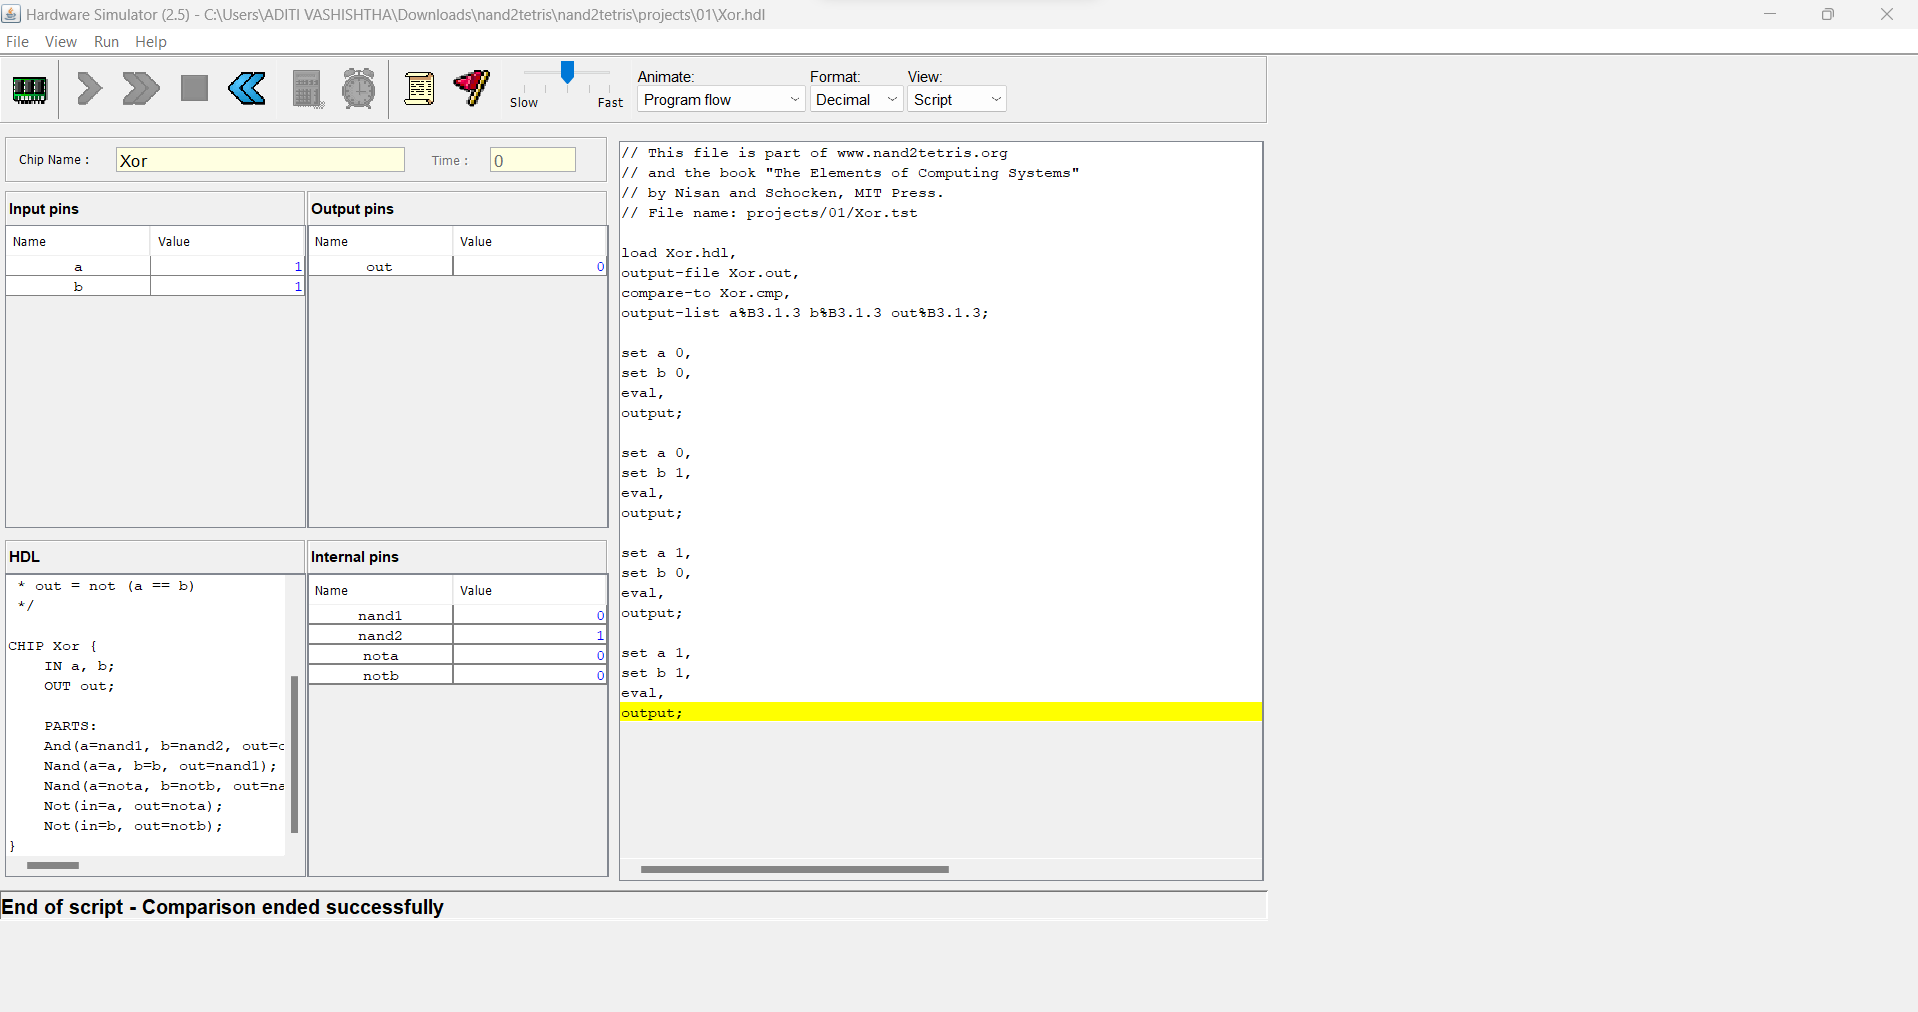 Hardware Simulator (2.5) - C:\Users\ADITI VASHISHTHA\Downloads\nand2tetris\nand2tetris\projects\01\Xor.hdl
File View Run Help
Slow Fast
Animate: Format: View:
Program flow Decimal Script
Chip Name : Xor Time : 0
Input pins
Name Value
a 1
b 1
Output pins
Name Value
out 0
HDL
* out = not (a == b)
*/
CHIP Xor {
IN a, b;
OUT out;
PARTS:
And(a=nand1, b=nand2, out=
Nand(a=a, b=b, out=nand1);
Nand(a=nota, b=notb, out=na
Not(in=a, out=nota);
Not(in=b, out=notb);
}
Internal pins
Name Value
nand1 0
nand2 1
nota 0
notb 0
// This file is part of www.nand2tetris.org
// and the book "The Elements of Computing Systems"
// by Nisan and Schocken, MIT Press.
// File name: projects/01/Xor.tst
load Xor.hdl,
output-file Xor.out,
compare-to Xor.cmp,
output-list a%B3.1.3 b%B3.1.3 out%B3.1.3;
set a 0,
set b 0,
eval,
output;
set a 0,
set b 1,
eval,
output;
set a 1,
set b 0,
eval,
output;
set a 1,
set b 1,
eval,
output;
End of script - Comparison ended successfully